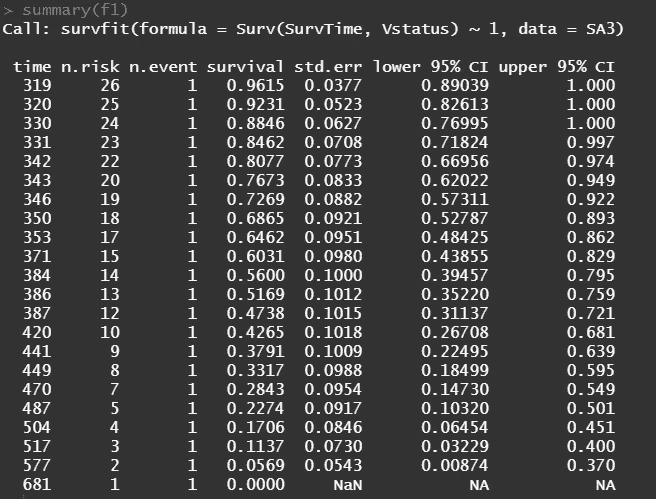 > summary(f1)
Call: survfit(formula = Surv(SurvTime, Vstatus) ~ 1, data = SA3)
time n.risk n.event survival std.err lower 95% CI upper 95% CI
319 26 1 0.9615 0.0377 0.89039 1.000
320 25 1 0.9231 0.0523 0.82613 1.000
330 24 1 0.8846 0.0627 0.76995 1.000
331 23 1 0.8462 0.0708 0.71824 0.997
342 22 1 0.8077 0.0773 0.66956 0.974
343 20 1 0.7673 0.0833 0.62022 0.949
346 19 1 0.7269 0.0882 0.57311 0.922
350 18 1 0.6865 0.0921 0.52787 0.893
353 17 1 0.6462 0.0951 0.48425 0.862
371 15 1 0.6031 0.0980 0.43855 0.829
384 14 1 0.5600 0.1000 0.39457 0.795
386 13 1 0.5169 0.1012 0.35220 0.759
387 12 1 0.4738 0.1015 0.31137 0.721
420 10 1 0.4265 0.1018 0.26708 0.681
441 9 1 0.3791 0.1009 0.22495 0.639
449 8 1 0.3317 0.0988 0.18499 0.595
470 7 1 0.2843 0.0954 0.14730 0.549
487 5 1 0.2274 0.0917 0.10320 0.501
504 4 1 0.1706 0.0846 0.06454 0.451
517 3 1 0.1137 0.0730 0.03229 0.400
577 2 1 0.0569 0.0543 0.00874 0.370
681 1 1 0.0000 NaN NA NA